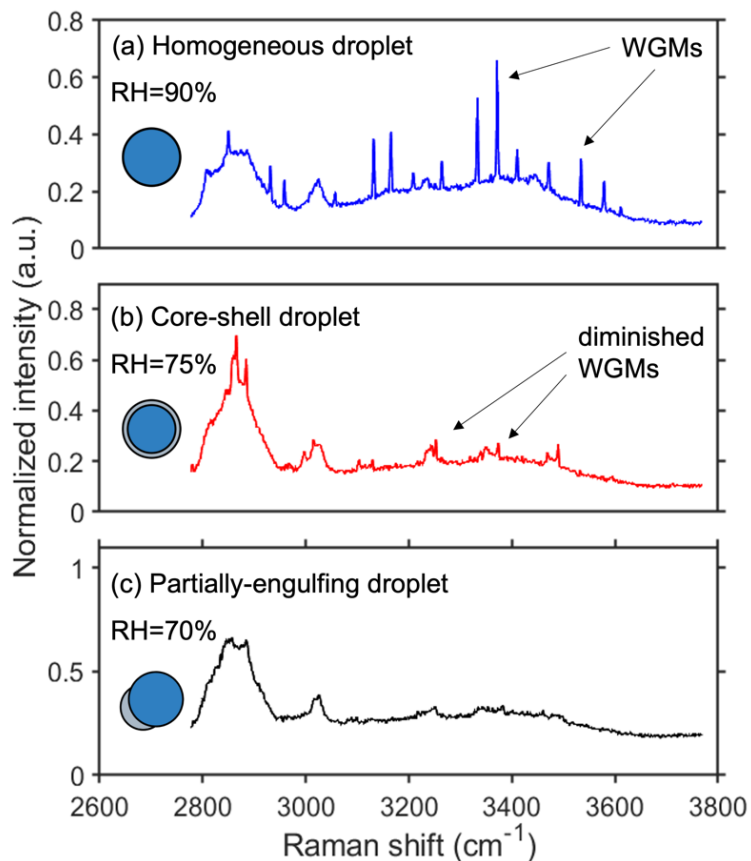 Normalized intensity (a.u.)
0.8
0.6
0.4
0.2
0
(a) Homogeneous droplet
RH=90%
WGMs
0.8
0.6
0.4
0.2
0
(b) Core-shell droplet
RH=75%
diminished
WGMs
1
0.5
0
(c) Partially-engulfing droplet
RH=70%
2600 2800 3000 3200 3400 3600 3800
Raman shift (cm⁻¹)